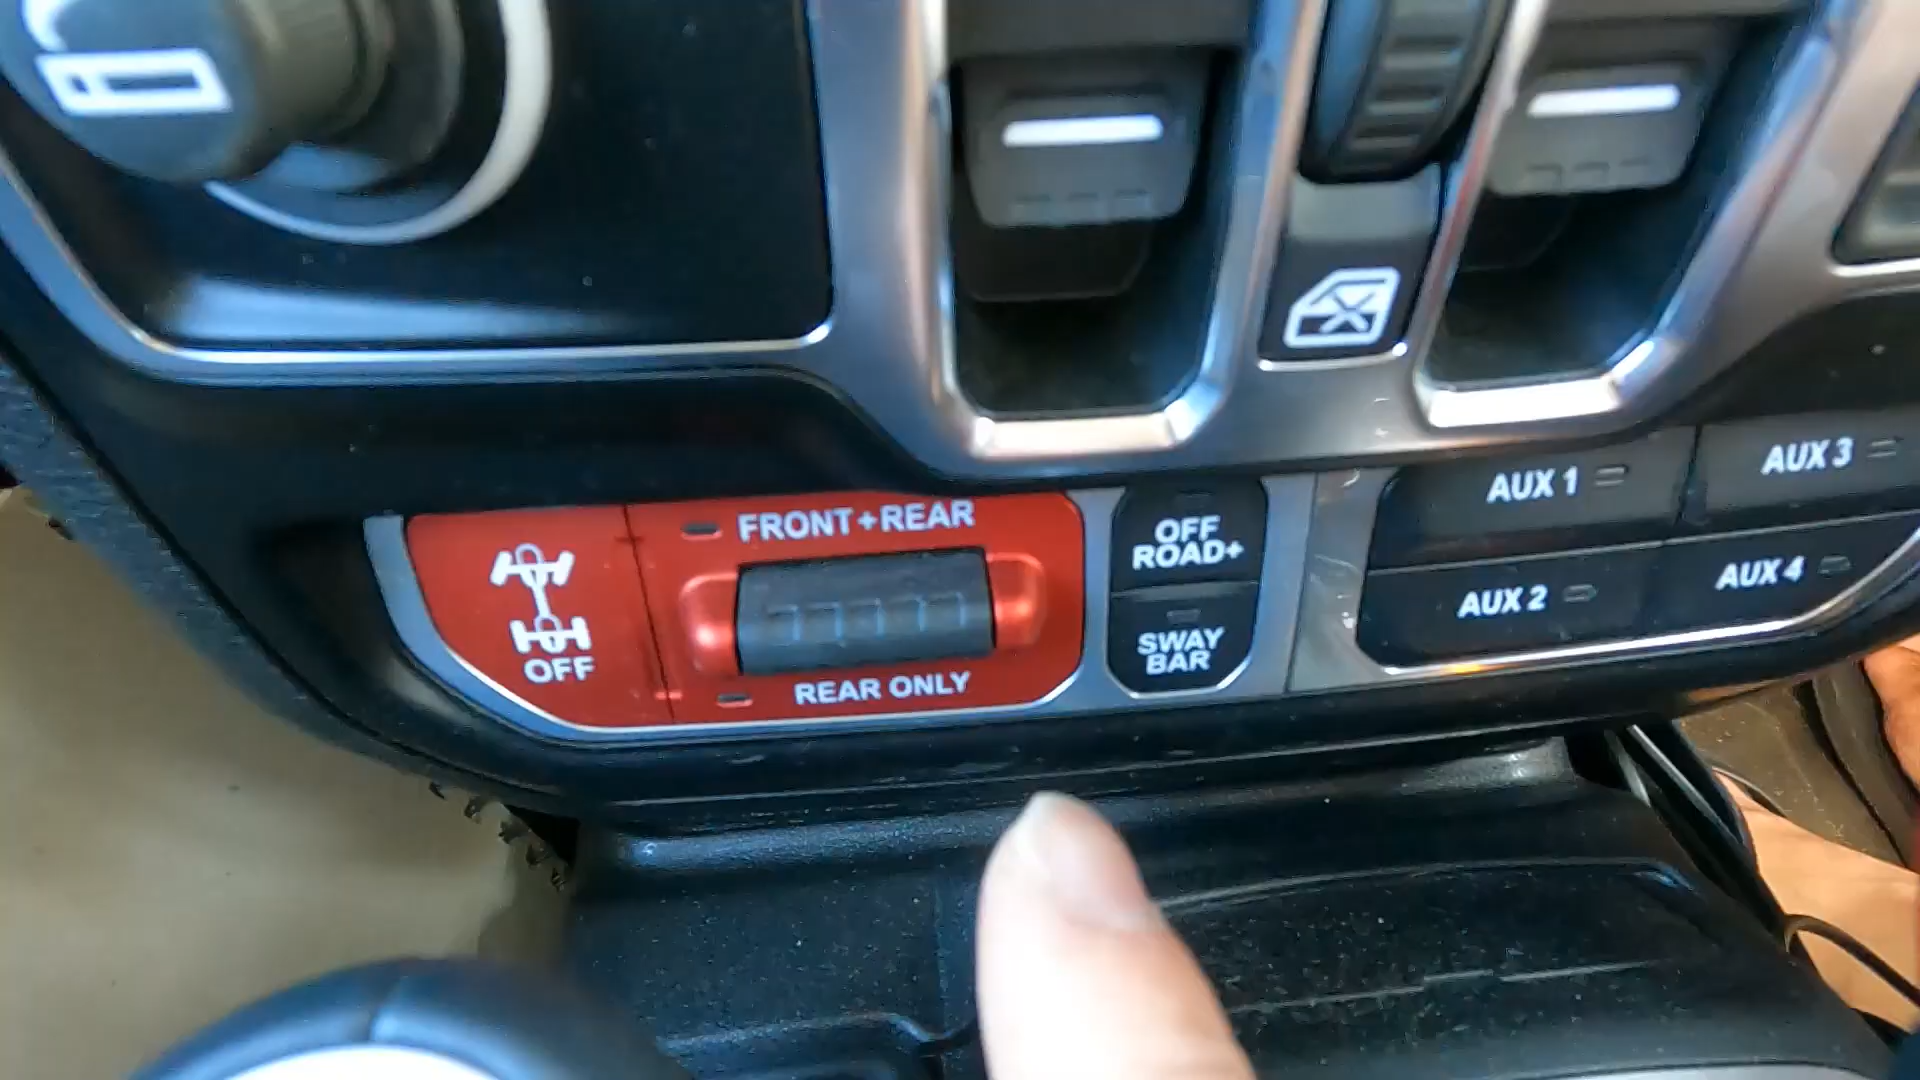 FRONT+REAR
OFF
REAR ONLY
OFF
ROAD+
SWAY
BAR
AUX 1
AUX 3
AUX 2
AUX 4